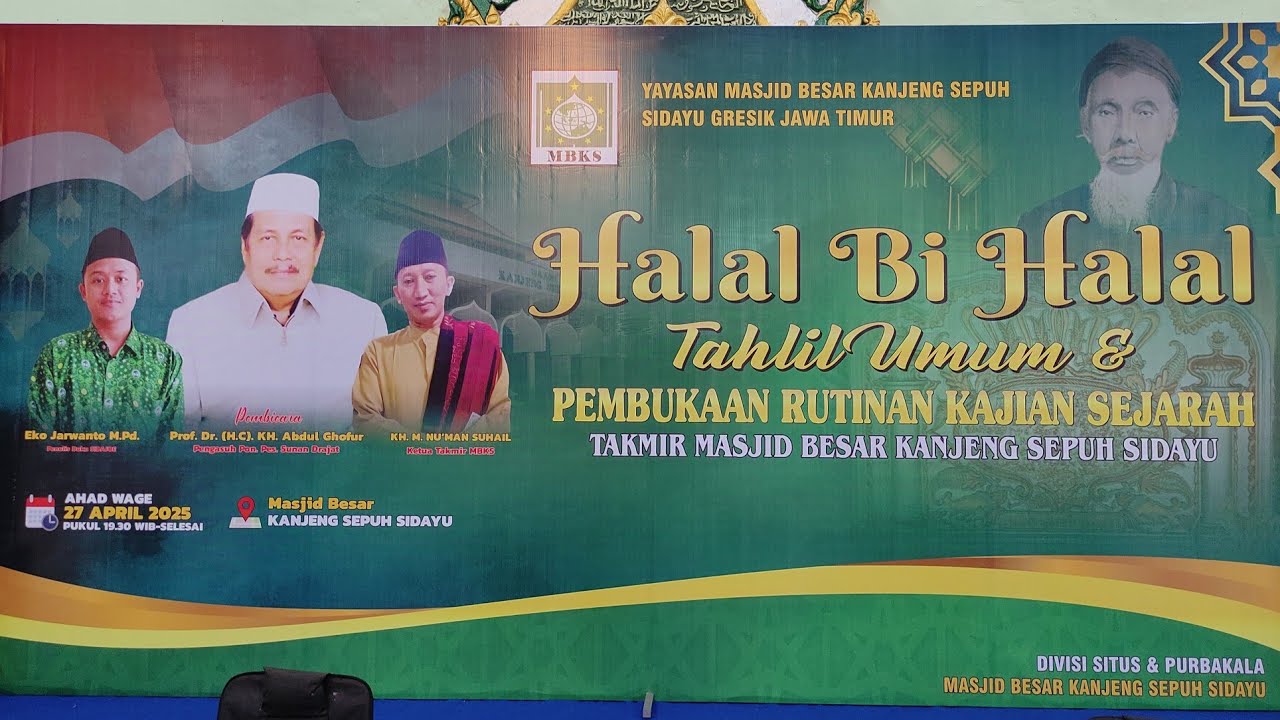 YAYASAN MASJID BESAR KANJENG SEPUH
SIDAYU GRESIK JAWA TIMUR
MBKS
Halal Bi Halal
Tahlil Umum &
PEMBUKAAN RUTINAN KAJIAN SEJARAH
TAKMIR MASJID BESAR KANJENG SEPUH SIDAYU
Pembicara
Eko Jarwanto M.Pd.
Penulis Buku
Prof. Dr. (H.C). KH. Abdul Ghofur
Pengasuh Pon. Pes. Sunan Drajat
KH. M. NU'MAN SUHAIL
Ketua Takmir MBKS
AHAD WAGE
27 APRIL 2025
PUKUL 19.30 WIB-SELESAI
Masjid Besar
KANJENG SEPUH SIDAYU
DIVISI SITUS & PURBAKALA
MASJID BESAR KANJENG SEPUH SIDAYU